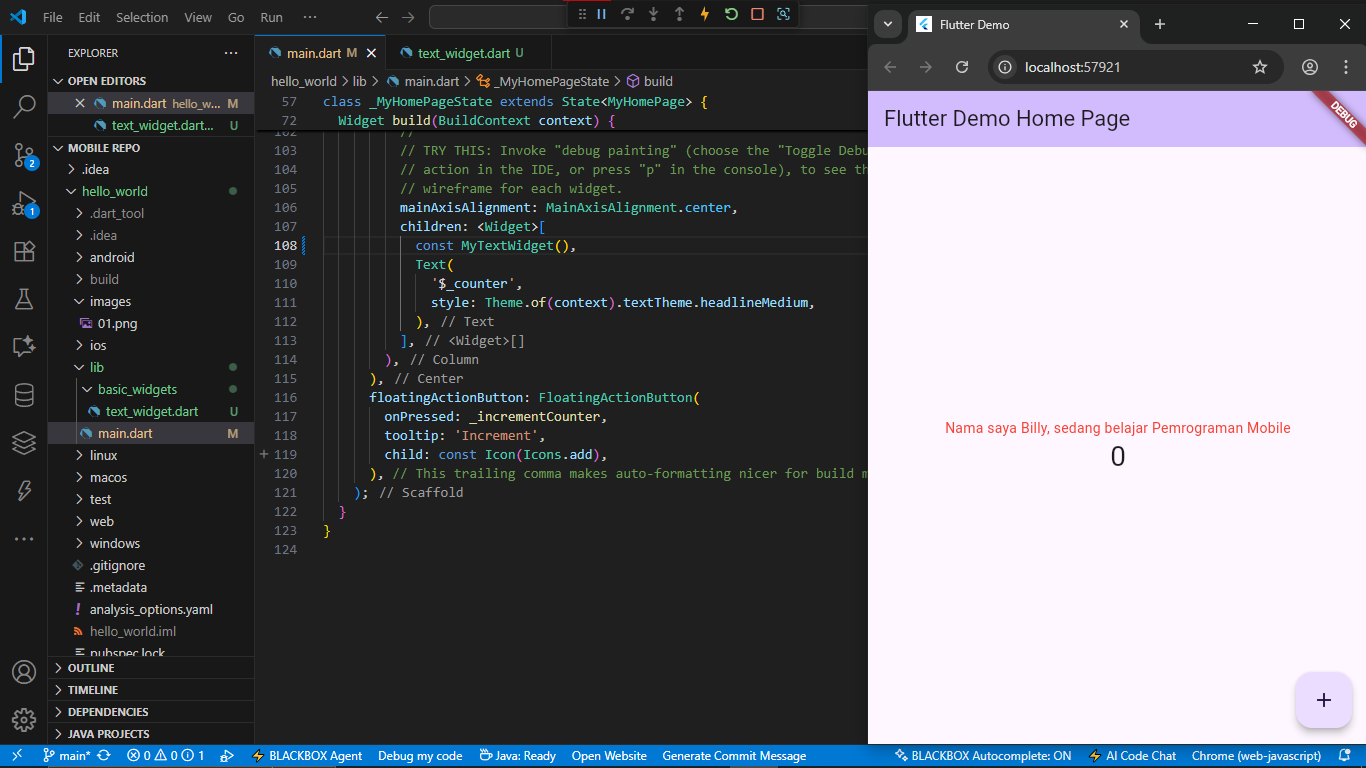 File Edit Selection View Go Run ···
EXPLORER ···
OPEN EDITORS
main.dart hello_w... M
text_widget.dart... U
MOBILE REPO
.idea
hello_world
.dart_tool
.idea
android
build
images
01.png
ios
lib
basic_widgets
text_widget.dart U
main.dart M
linux
macos
test
web
windows
.gitignore
.metadata
analysis_options.yaml
hello_world.iml
pubspec.lock
OUTLINE
TIMELINE
DEPENDENCIES
JAVA PROJECTS
2
1
main.dart M
text_widget.dart U
hello_world > lib > main.dart > _MyHomePageState > build
57 class _MyHomePageState extends State<MyHomePage> {
72 Widget build(BuildContext context) {
102 //
103 // TRY THIS: Invoke "debug painting" (choose the "Toggle Debu
104 // action in the IDE, or press "p" in the console), to see th
105 // wireframe for each widget.
106 mainAxisAlignment: MainAxisAlignment.center,
107 children: <Widget>[
108 const MyTextWidget(),
109 Text(
110 '$_counter',
111 style: Theme.of(context).textTheme.headlineMedium,
112 ), // Text
113 ], // <Widget>[]
114 ), // Column
115 ), // Center
116 floatingActionButton: FloatingActionButton(
117 onPressed: _incrementCounter,
118 tooltip: 'Increment',
119 child: const Icon(Icons.add),
120 ), // This trailing comma makes auto-formatting nicer for build m
121 ); // Scaffold
122 }
123 }
124
Flutter Demo
localhost:57921
Flutter Demo Home Page
DEBUG
Nama saya Billy, sedang belajar Pemrograman Mobile
0
main* 0 0 1 BLACKBOX Agent Debug my code Java: Ready Open Website Generate Commit Message BLACKBOX Autocomplete: ON AI Code Chat Chrome (web-javascript)